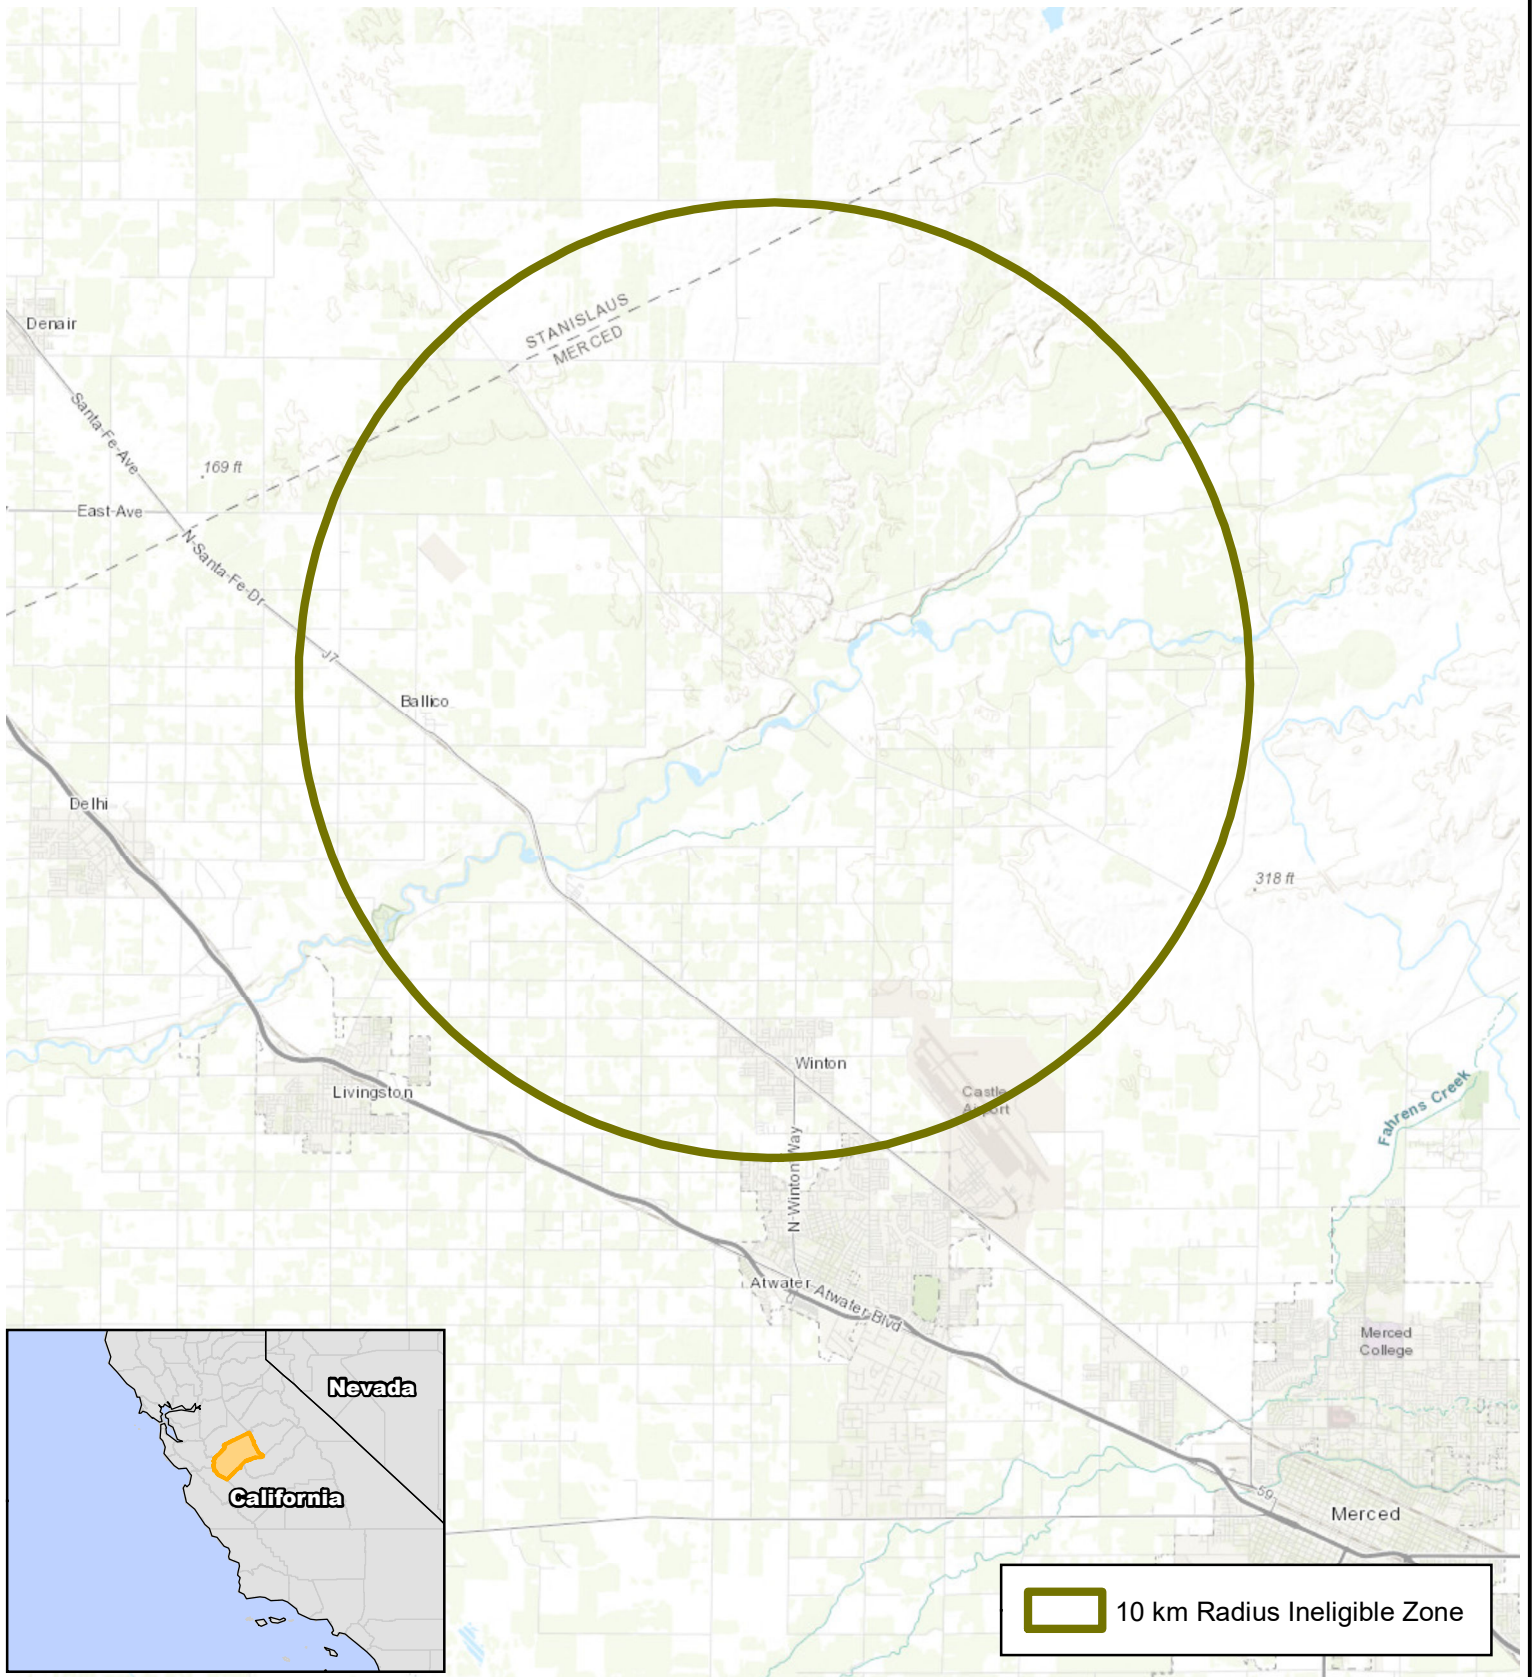 STANISLAUS
MERCED
Denair
Santa-Fe-Ave
169 ft
East-Ave
N-Santa-Fe-Dr
J7
Ballico
Delhi
318 ft
Winton
Livingston
Castle
Airport
Fahrens Creek
N-Winton-Way
Atwater
Atwater-Blvd
Merced
College
Nevada
California
59
Merced
10 km Radius Ineligible Zone